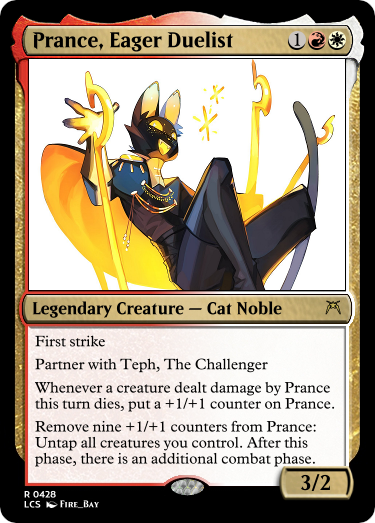 Prance, Eager Duelist 1
Legendary Creature — Cat Noble
First strike
Partner with Teph, The Challenger
Whenever a creature dealt damage by Prance
this turn dies, put a +1/+1 counter on Prance.
Remove nine +1/+1 counters from Prance:
Untap all creatures you control. After this
phase, there is an additional combat phase.
3/2
R 0428
LCS Fire_Bay